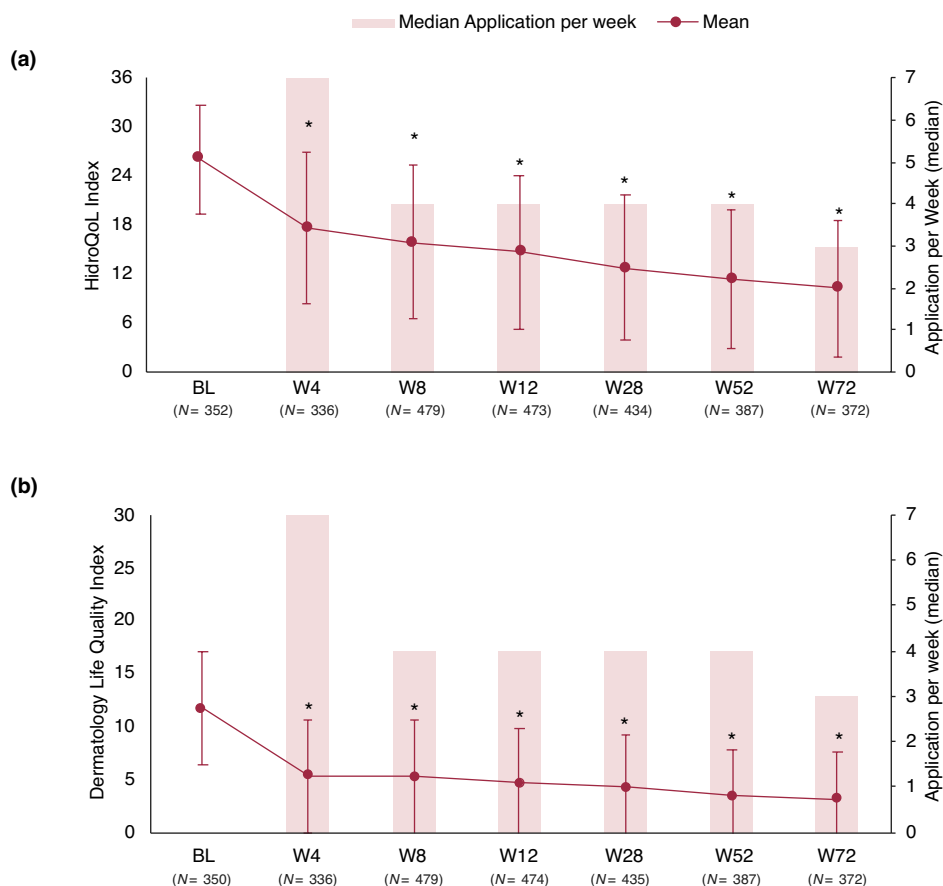 Median Application per week Mean
(a)
HidroQoL Index
36
30
24
18
12
6
0
7
6
5
4
3
2
1
0
Application per Week (median)
BL W4 W8 W12 W28 W52 W72
(N = 352) (N = 336) (N = 479) (N = 473) (N = 434) (N = 387) (N = 372)
* * * * * *
(b)
Dermatology Life Quality Index
30
25
20
15
10
5
0
7
6
5
4
3
2
1
0
Application per week (median)
* * * * * *
BL W4 W8 W12 W28 W52 W72
(N = 350) (N = 336) (N = 479) (N = 474) (N = 435) (N = 387) (N = 372)